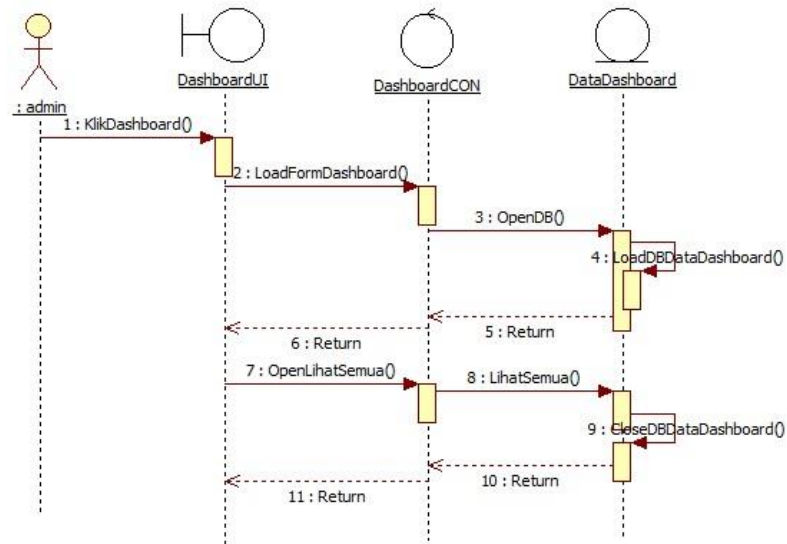 DashboardUI
DashboardCON
DataDashboard
: admin
1 : KlikDashboard()
2 : LoadFormDashboard()
3 : OpenDB()
4 : LoadDBDataDashboard()
5 : Return
6 : Return
7 : OpenLihatSemua()
8 : LihatSemua()
9 : CloseDBDataDashboard()
10 : Return
11 : Return